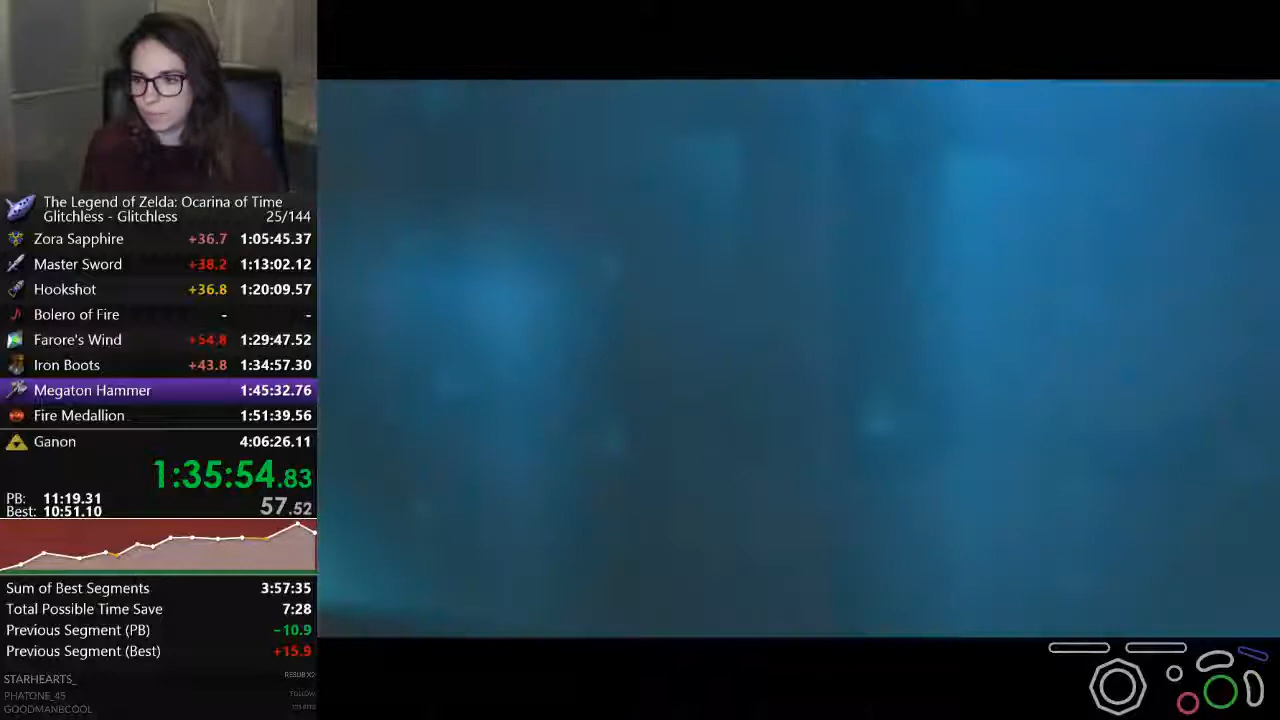 The Legend of Zelda: Ocarina of Time
Glitchless - Glitchless 25/144
Zora Sapphire +36.7 1:05:45.37
Master Sword +38.2 1:13:02.12
Hookshot +36.8 1:20:09.57
Bolero of Fire - -
Farore's Wind +54.8 1:29:47.52
Iron Boots +43.8 1:34:57.30
Megaton Hammer 1:45:32.76
Fire Medallion 1:51:39.56
Ganon 4:06:26.11
1:35:54.83
PB: 11:19.31
Best: 10:51.10 57.52
Sum of Best Segments 3:57:35
Total Possible Time Save 7:28
Previous Segment (PB) -10.9
Previous Segment (Best) +15.9
STARHEARTS_ RESUB X2
PHATONE_45 FOLLOW
GOODMANBCOOL